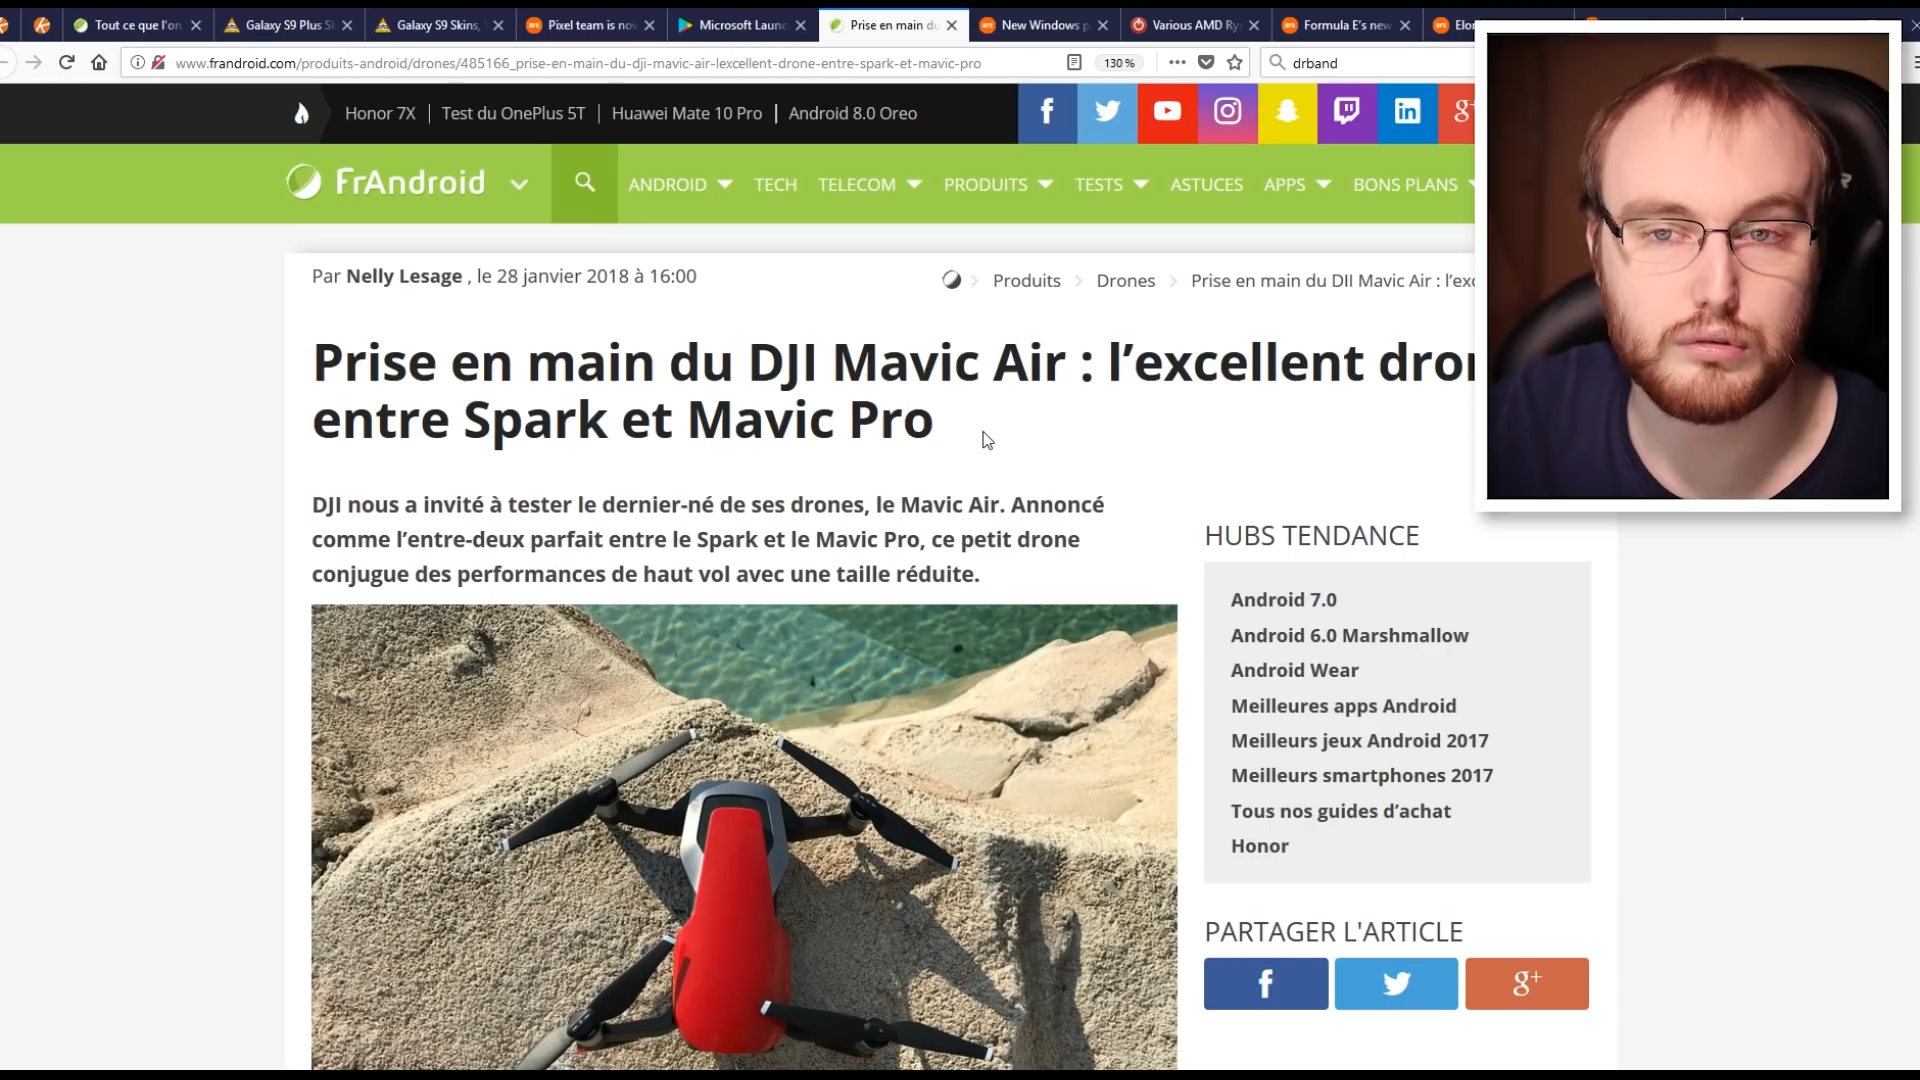 Tout ce que l'on
Galaxy S9 Plus S
Galaxy S9 Skins,
Pixel team is now
Microsoft Launc
Prise en main du
New Windows p
Various AMD Ry
Formula E's new
Elon
www.frandroid.com/produits-android/drones/485166_prise-en-main-du-dji-mavic-air-lexcellent-drone-entre-spark-et-mavic-pro
130 %
drband
Honor 7X | Test du OnePlus 5T | Huawei Mate 10 Pro | Android 8.0 Oreo
FrAndroid
ANDROID TECH TELECOM PRODUITS TESTS ASTUCES APPS BONS PLANS
Par Nelly Lesage , le 28 janvier 2018 à 16:00
Produits > Drones > Prise en main du DJI Mavic Air : l'exc
Prise en main du DJI Mavic Air : l’excellent dron
entre Spark et Mavic Pro
DJI nous a invité à tester le dernier-né de ses drones, le Mavic Air. Annoncé
comme l’entre-deux parfait entre le Spark et le Mavic Pro, ce petit drone
conjugue des performances de haut vol avec une taille réduite.
HUBS TENDANCE
Android 7.0
Android 6.0 Marshmallow
Android Wear
Meilleures apps Android
Meilleurs jeux Android 2017
Meilleurs smartphones 2017
Tous nos guides d’achat
Honor
PARTAGER L'ARTICLE